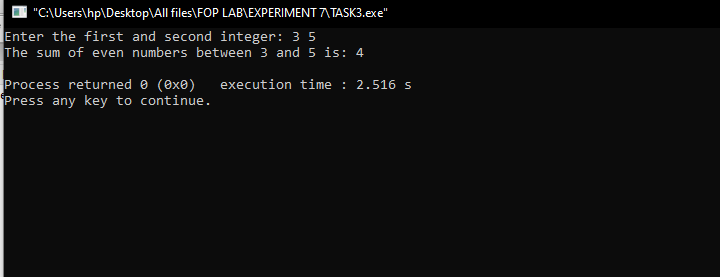 "C:\Users\hp\Desktop\All files\FOP LAB\EXPERIMENT 7\TASK3.exe"
Enter the first and second integer: 3 5
The sum of even numbers between 3 and 5 is: 4
Process returned 0 (0x0)   execution time : 2.516 s
Press any key to continue.